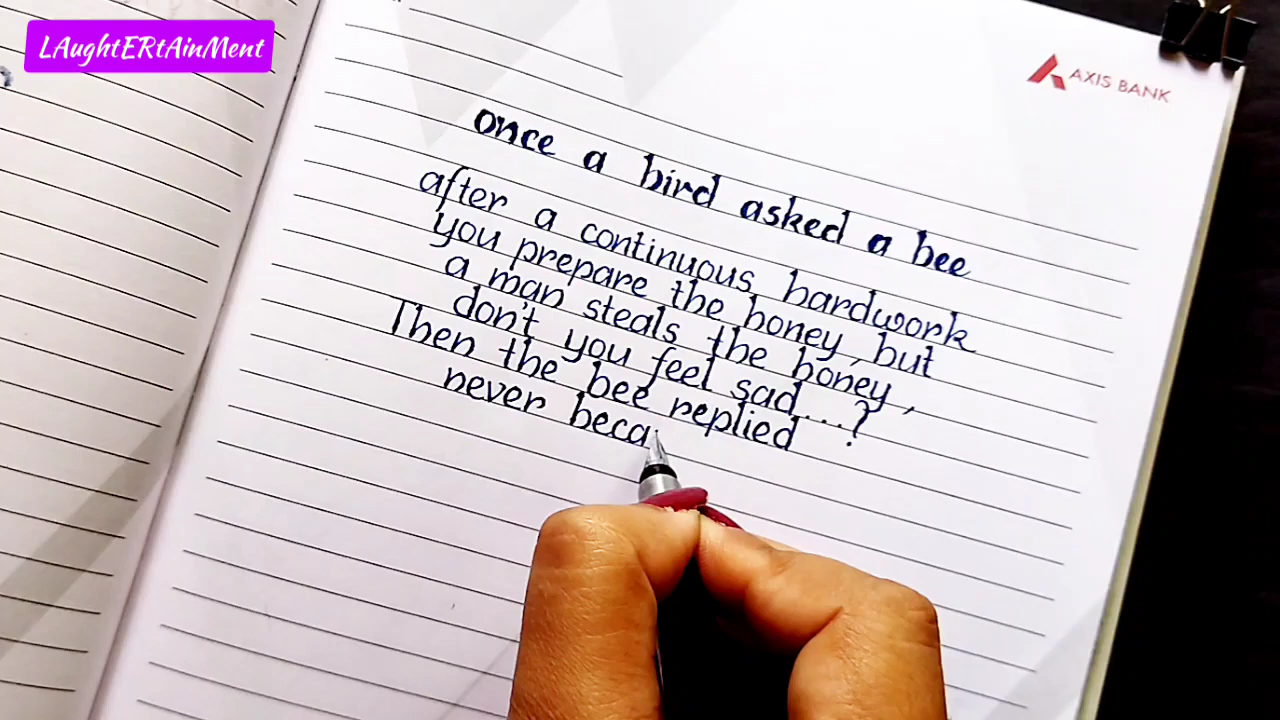 LAughtERtAinMent
AXIS BANK
once a bird asked a bee
after a continuous hardwork
you prepare the honey, but
a man steals the honey,
don't you feel sad....?
Then the bee replied
never beca